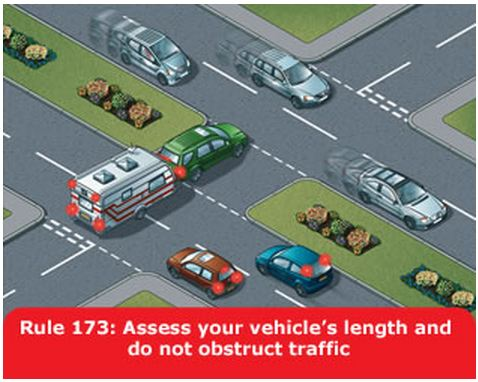 Rule 173: Assess your vehicle's length and
do not obstruct traffic